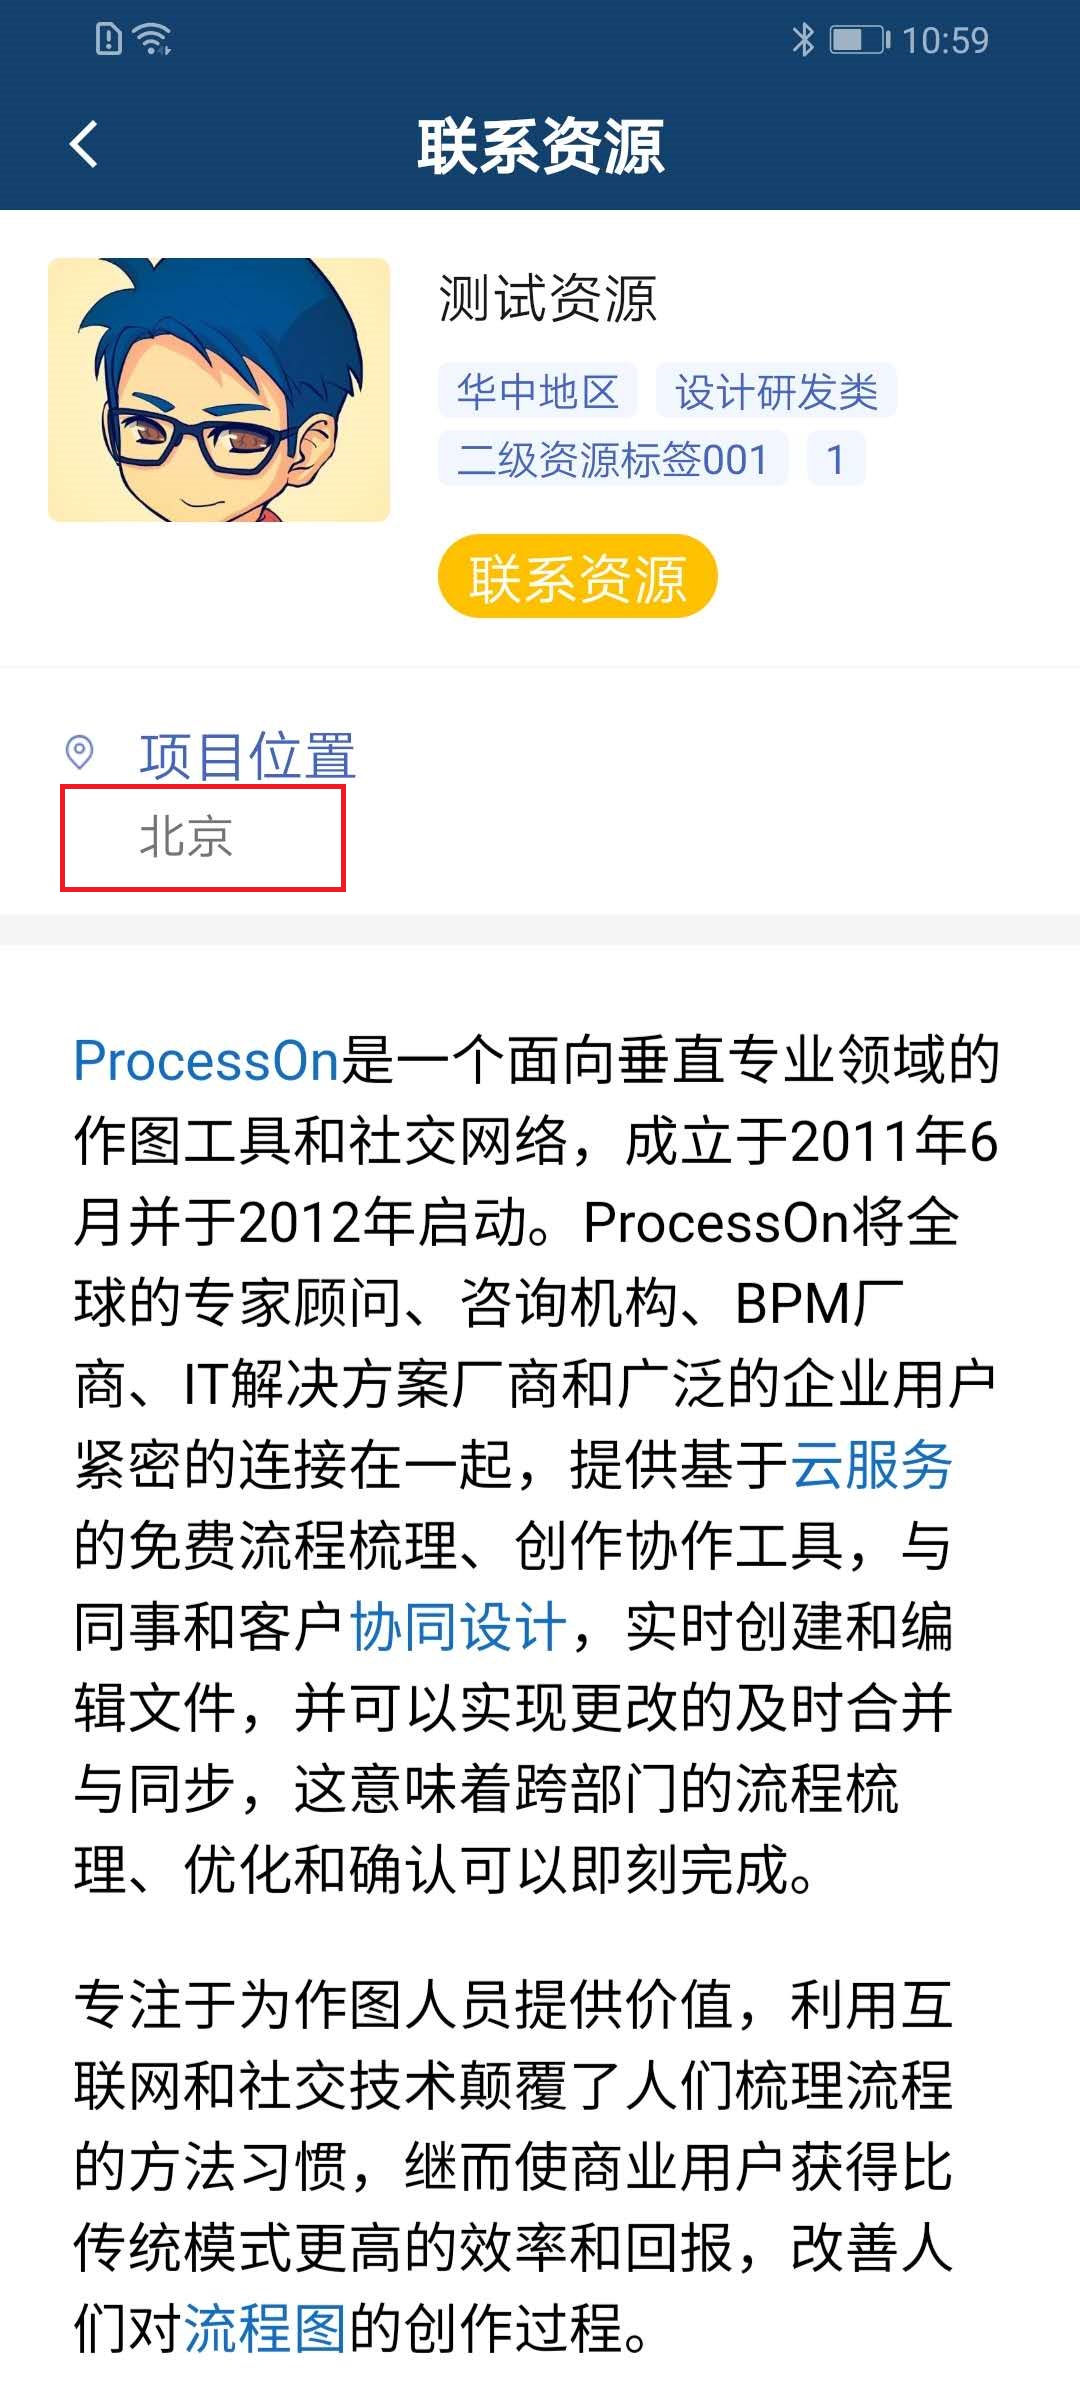 10:59
联系资源
测试资源
华中地区 设计研发类
二级资源标签001 1
联系资源
项目位置
北京
ProcessOn是一个面向垂直专业领域的
作图工具和社交网络，成立于2011年6
月并于2012年启动。ProcessOn将全
球的专家顾问、咨询机构、BPM厂
商、IT解决方案厂商和广泛的企业用户
紧密的连接在一起，提供基于云服务
的免费流程梳理、创作协作工具，与
同事和客户协同设计，实时创建和编
辑文件，并可以实现更改的及时合并
与同步，这意味着跨部门的流程梳
理、优化和确认可以即刻完成。
专注于为作图人员提供价值，利用互
联网和社交技术颠覆了人们梳理流程
的方法习惯，继而使商业用户获得比
传统模式更高的效率和回报，改善人
们对流程图的创作过程。